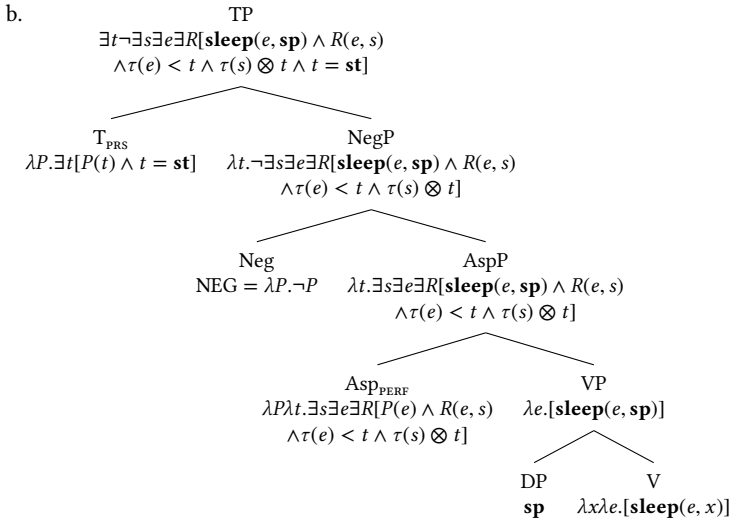 b.
TP
∃t¬∃s∃e∃R[sleep(e, sp) ∧ R(e, s)
∧τ(e) < t ∧ τ(s) ⊗ t ∧ t = st]
T_PRS
λP.∃t[P(t) ∧ t = st]
NegP
λt.¬∃s∃e∃R[sleep(e, sp) ∧ R(e, s)
∧τ(e) < t ∧ τ(s) ⊗ t]
Neg
NEG = λP.¬P
AspP
λt.∃s∃e∃R[sleep(e, sp) ∧ R(e, s)
∧τ(e) < t ∧ τ(s) ⊗ t]
Asp_PERF
λPλt.∃s∃e∃R[P(e) ∧ R(e, s)
∧τ(e) < t ∧ τ(s) ⊗ t]
VP
λe.[sleep(e, sp)]
DP
sp
V
λxλe.[sleep(e, x)]